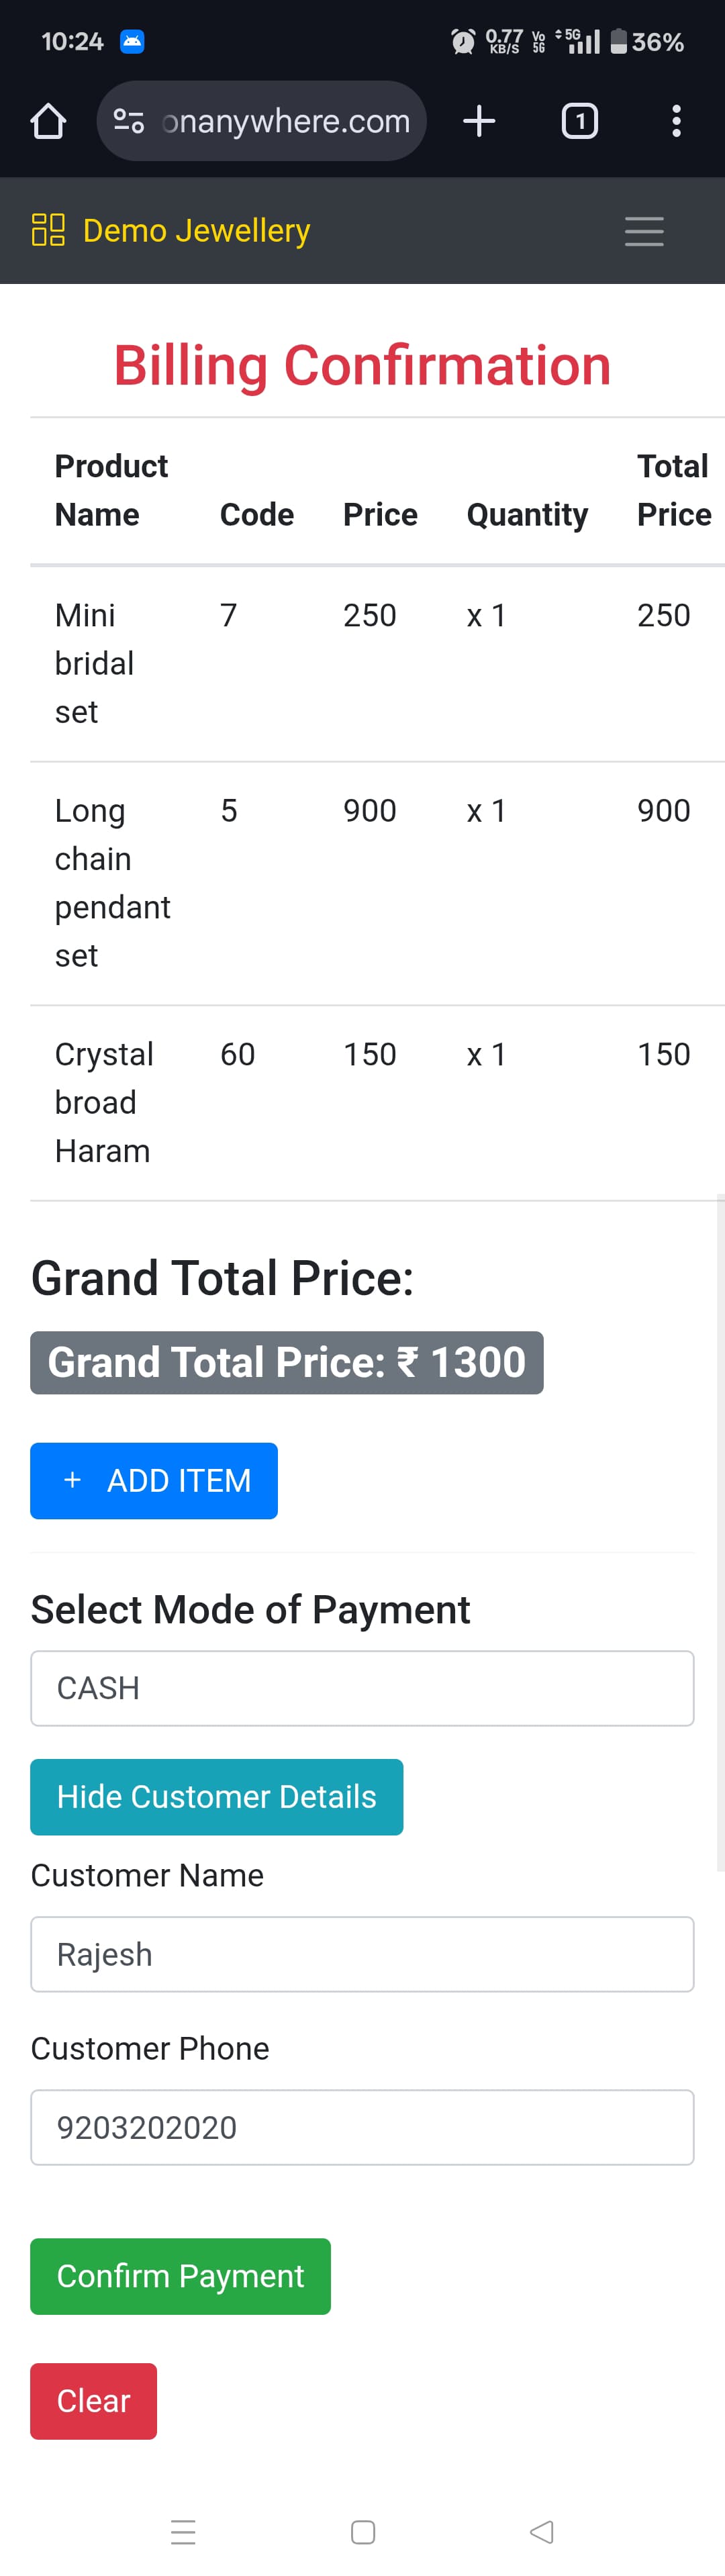 10:24 0.77 KB/S Vo 5G 5G 36%
onanywhere.com 1
Demo Jewellery
Billing Confirmation
Product Name Code Price Quantity Total Price
Mini bridal set 7 250 x 1 250
Long chain pendant set 5 900 x 1 900
Crystal broad Haram 60 150 x 1 150
Grand Total Price:
Grand Total Price: ₹ 1300
+ ADD ITEM
Select Mode of Payment
CASH
Hide Customer Details
Customer Name
Rajesh
Customer Phone
9203202020
Confirm Payment
Clear